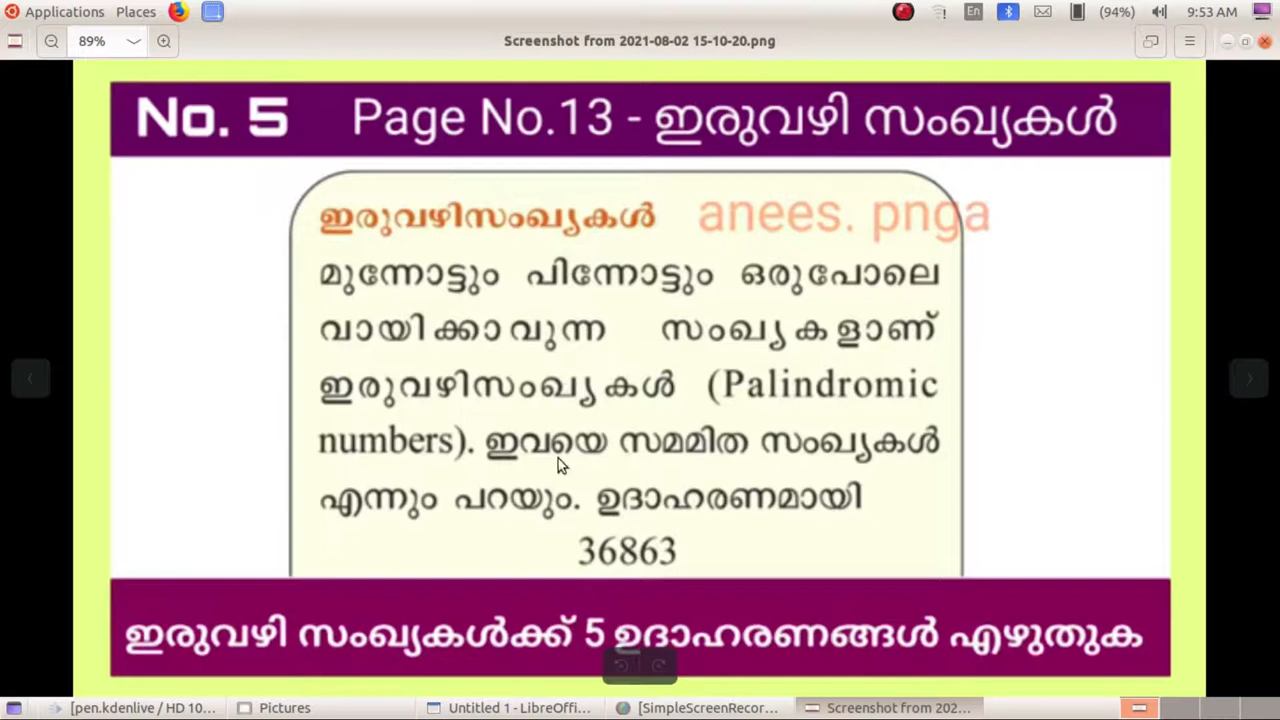 Applications Places En (94%) 9:53 AM
89% Screenshot from 2021-08-02 15-10-20.png
No. 5 Page No.13 - ഇരുവഴി സംഖ്യകൾ
ഇരുവഴിസംഖ്യകൾ anees. pnga
മുന്നോട്ടും പിന്നോട്ടും ഒരുപോലെ
വായിക്കാവുന്ന സംഖ്യകളാണ്
ഇരുവഴിസംഖ്യകൾ (Palindromic
numbers). ഇവയെ സമമിത സംഖ്യകൾ
എന്നും പറയും. ഉദാഹരണമായി
36863
ഇരുവഴി സംഖ്യകൾക്ക് 5 ഉദാഹരണങ്ങൾ എഴുതുക
[pen.kdenlive / HD 10... Pictures Untitled 1 - LibreOffi... [SimpleScreenRecor... Screenshot from 202...